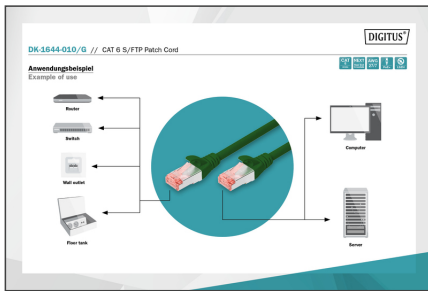 DIGITUS®
DK-1644-010/G // CAT 6 S/FTP Patch Cord
Anwendungsbeispiel
Example of use
Router
Switch
Wall outlet
Floor tank
Computer
Server